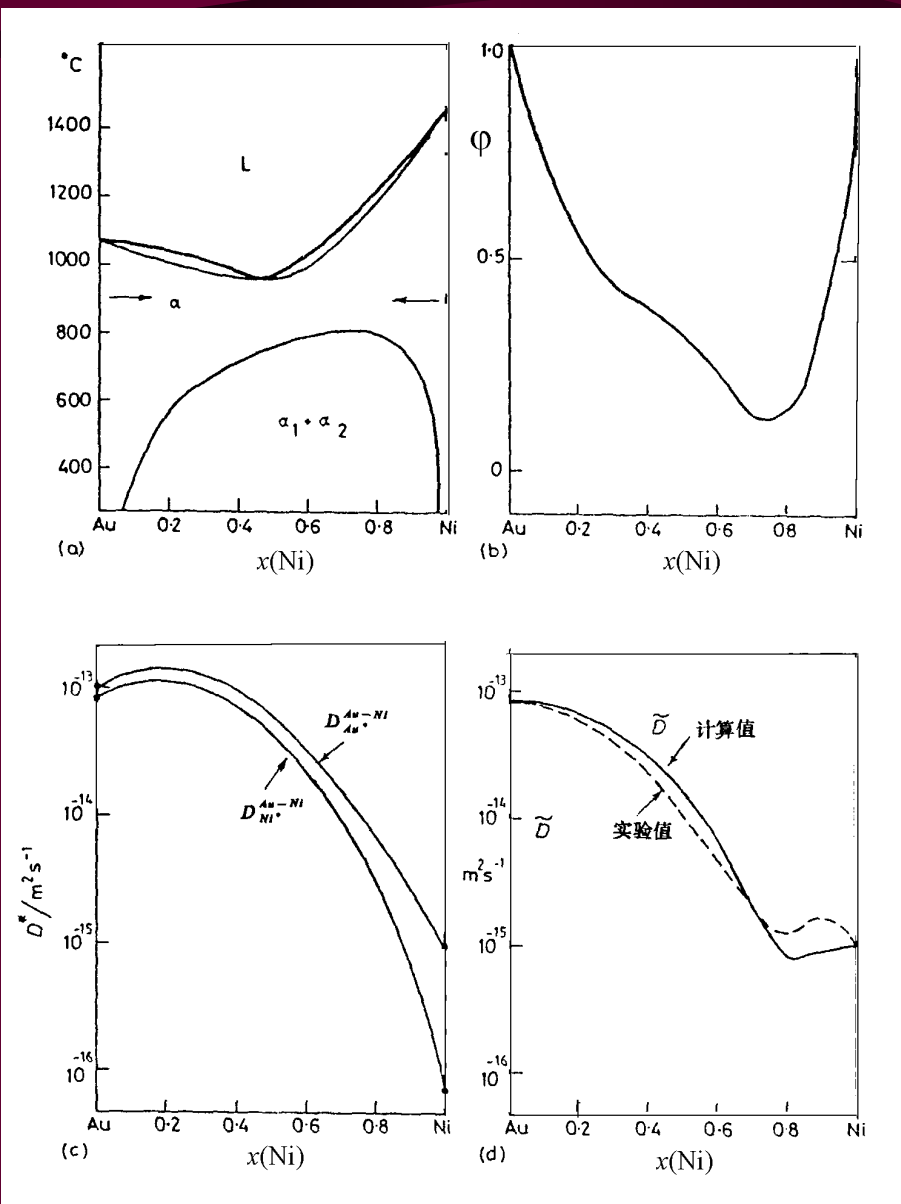 °C
1400
1200
1000
800
600
400
L
α
α1 + α2
Au 0·2 0·4 0·6 0·8 Ni
(a) x(Ni)
1·0
φ
0·5
0
Au 0·2 0·4 0·6 0·8 Ni
(b) x(Ni)
10^-13
10^-14
10^-15
10^-16
D*/m²s⁻¹
D_{Au*}^{Au-Ni}
D_{Ni*}^{Au-Ni}
Au 0·2 0·4 0·6 0·8 Ni
(c) x(Ni)
10^-13
10^-14
10^-15
10^-16
D̃
m²s⁻¹
D̃ 计算值
实验值
Au 0·2 0·4 0·6 0·8 Ni
(d) x(Ni)